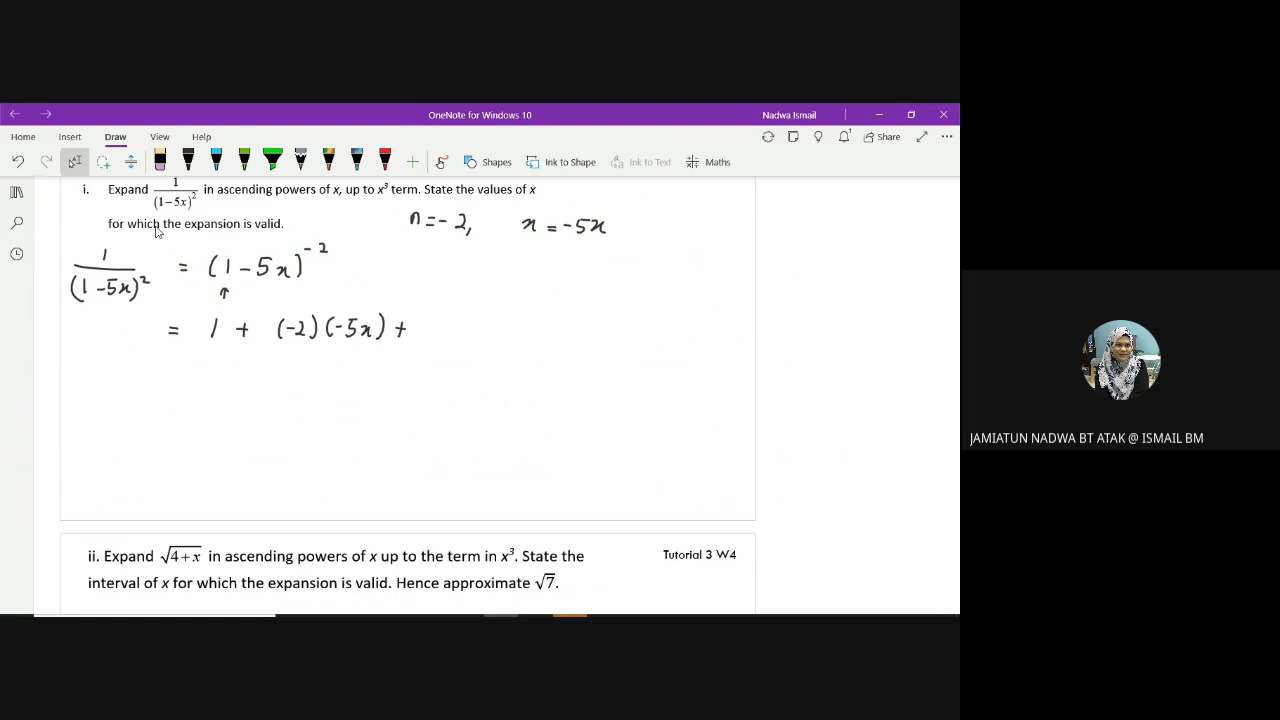 OneNote for Windows 10
Nadwa Ismail
Home Insert Draw View Help
Share
Shapes Ink to Shape Ink to Text Maths
i. Expand 1/(1−5x)² in ascending powers of x, up to x³ term. State the values of x
for which the expansion is valid.
n = -2, x = -5x
1/(1-5x)² = (1-5x)⁻²
↑
= 1 + (-2)(-5x) +
ii. Expand √(4+x) in ascending powers of x up to the term in x³. State the
Tutorial 3 W4
interval of x for which the expansion is valid. Hence approximate √7.
JAMIATUN NADWA BT ATAK @ ISMAIL BM